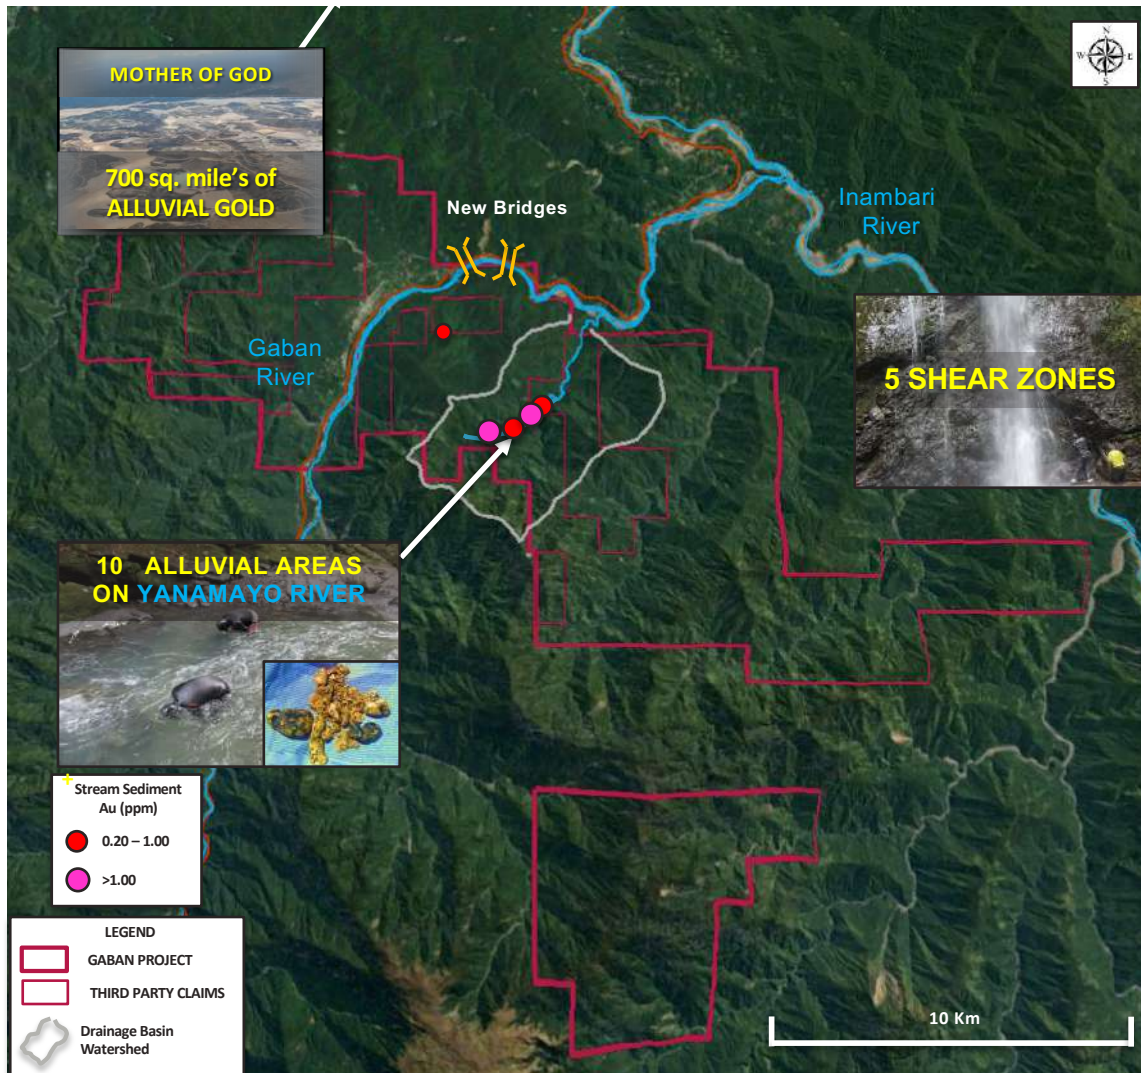 MOTHER OF GOD
700 sq. mile's of
ALLUVIAL GOLD
N
W E
S
New Bridges
Inambari
River
Gaban
River
5 SHEAR ZONES
10 ALLUVIAL AREAS
ON YANAMAYO RIVER
Stream Sediment
Au (ppm)
0.20 – 1.00
>1.00
LEGEND
GABAN PROJECT
THIRD PARTY CLAIMS
Drainage Basin
Watershed
10 Km